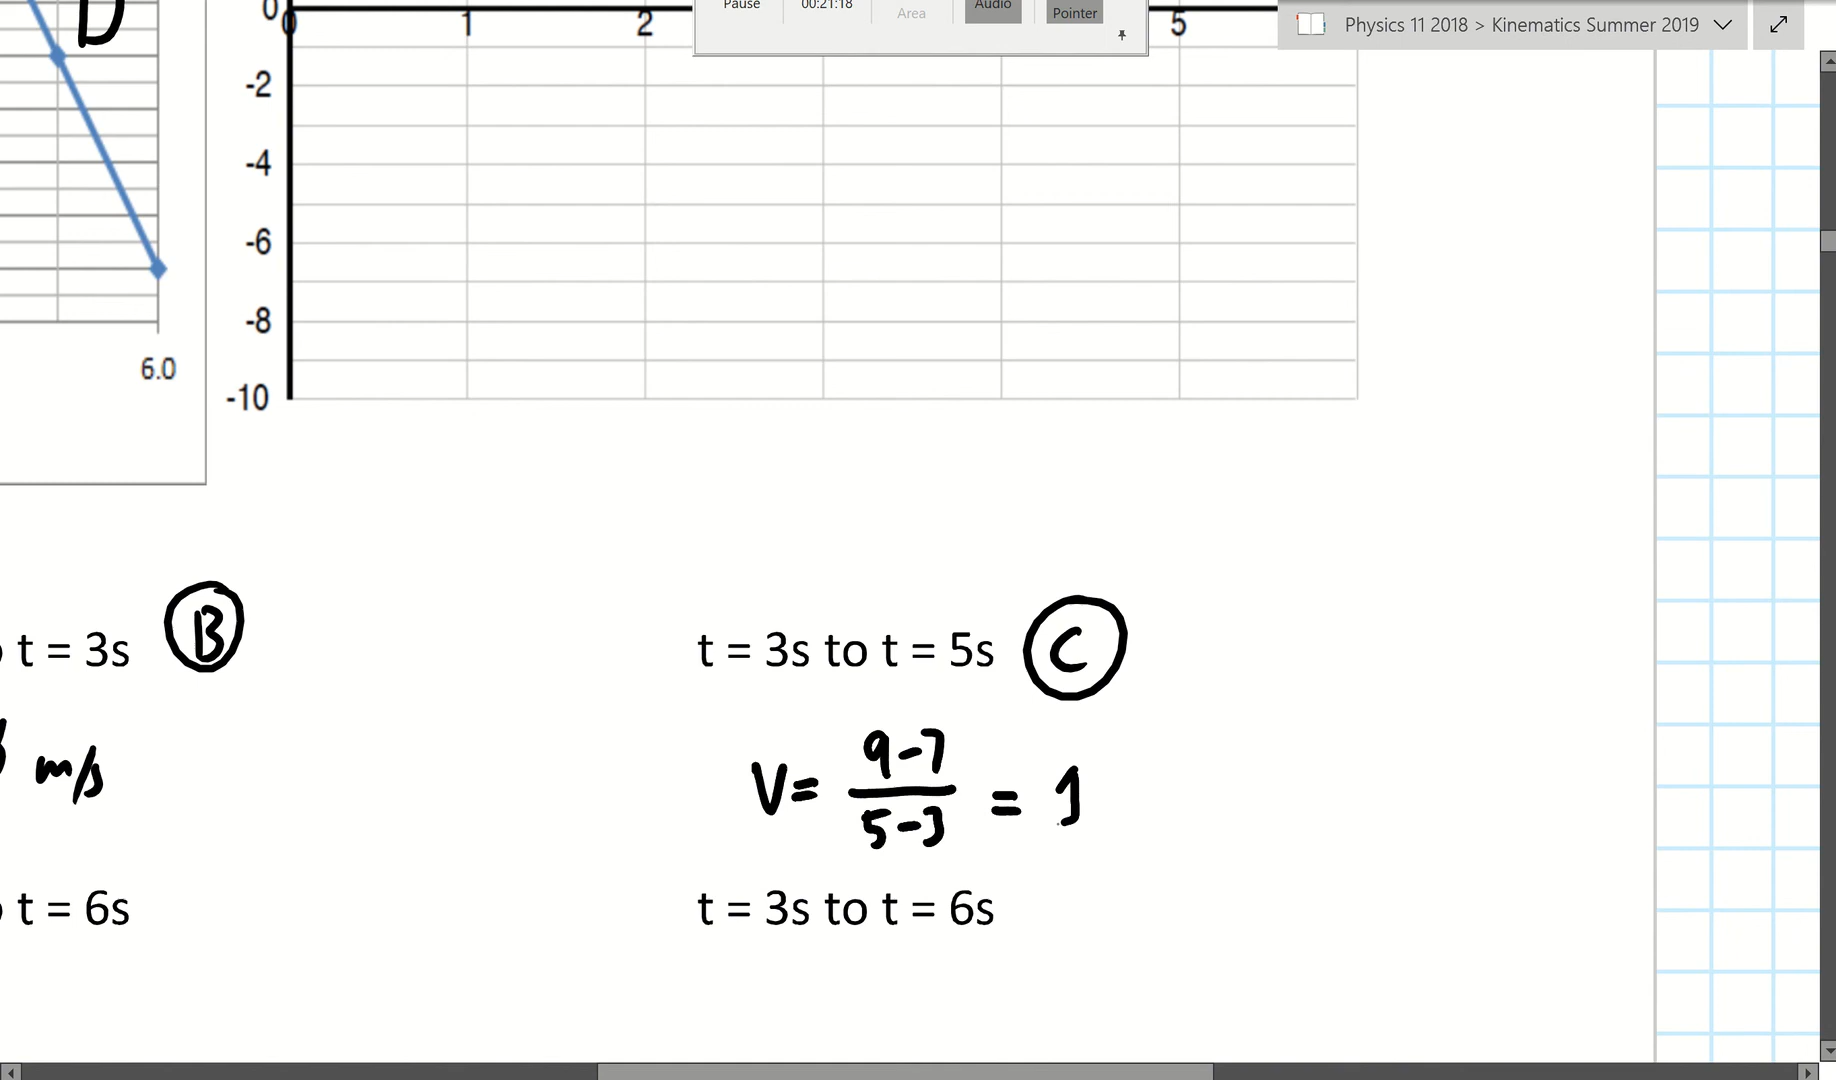 Pause 00:21:18 Area Audio Pointer
Physics 11 2018 > Kinematics Summer 2019
D
0
0 1 2 5
-2
-4
-6
-8
-10
6.0
t = 3s B
t = 3s to t = 5s C
m/s
V = 9-7 / 5-3 = 1
t = 6s
t = 3s to t = 6s